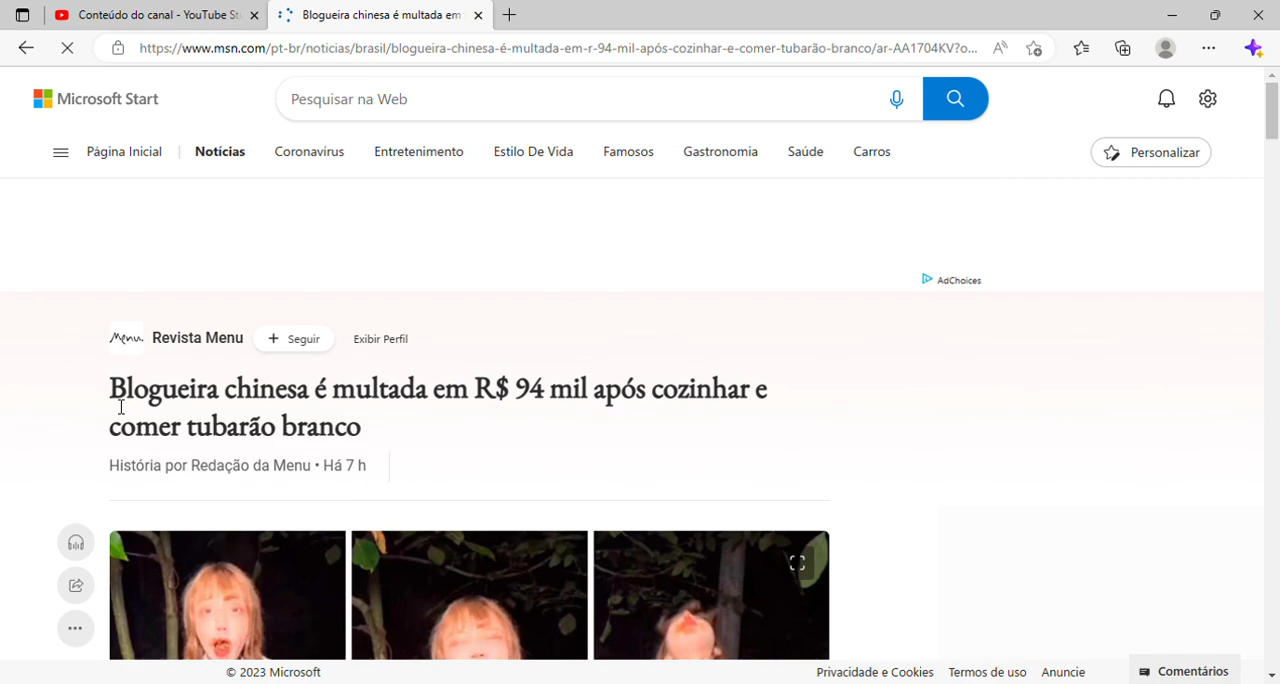 Conteúdo do canal - YouTube St
Blogueira chinesa é multada em
https://www.msn.com/pt-br/noticias/brasil/blogueira-chinesa-é-multada-em-r-94-mil-após-cozinhar-e-comer-tubarão-branco/ar-AA1704KV?o...
Microsoft Start
Pesquisar na Web
Página Inicial
Notícias
Coronavírus
Entretenimento
Estilo De Vida
Famosos
Gastronomia
Saúde
Carros
Personalizar
AdChoices
Menu.
Revista Menu
+ Seguir
Exibir Perfil
Blogueira chinesa é multada em R$ 94 mil após cozinhar e
comer tubarão branco
História por Redação da Menu • Há 7 h
© 2023 Microsoft
Privacidade e Cookies
Termos de uso
Anuncie
Comentários